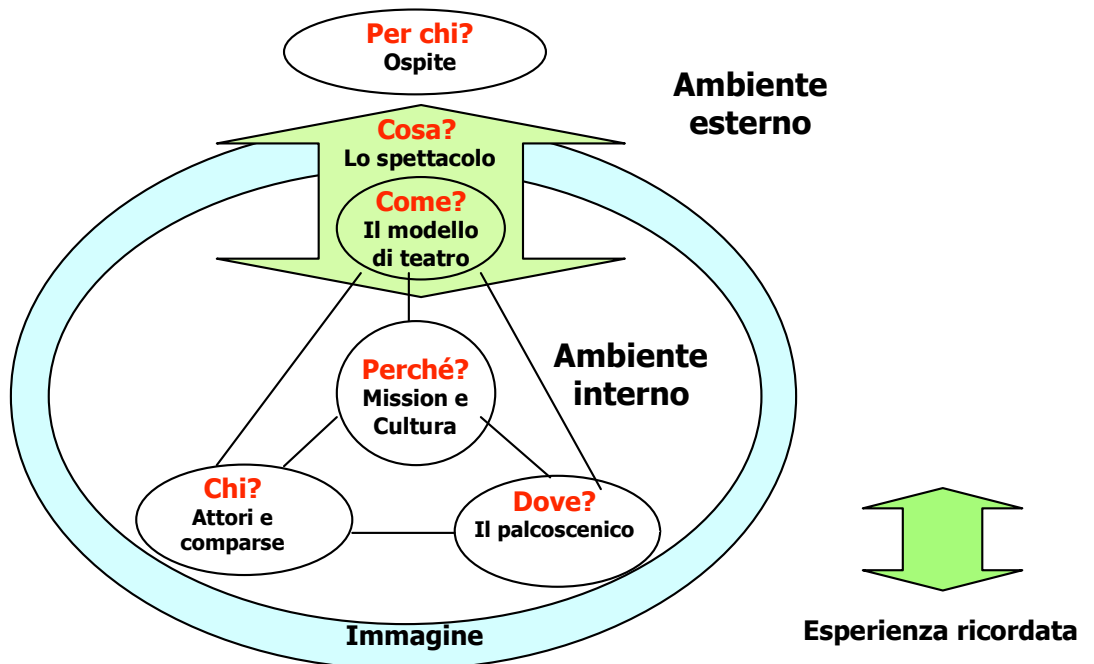 Per chi?
Ospite
Ambiente
esterno
Cosa?
Lo spettacolo
Come?
Il modello
di teatro
Perché?
Mission e
Cultura
Ambiente
interno
Chi?
Attori e
comparse
Dove?
Il palcoscenico
Immagine
Esperienza ricordata